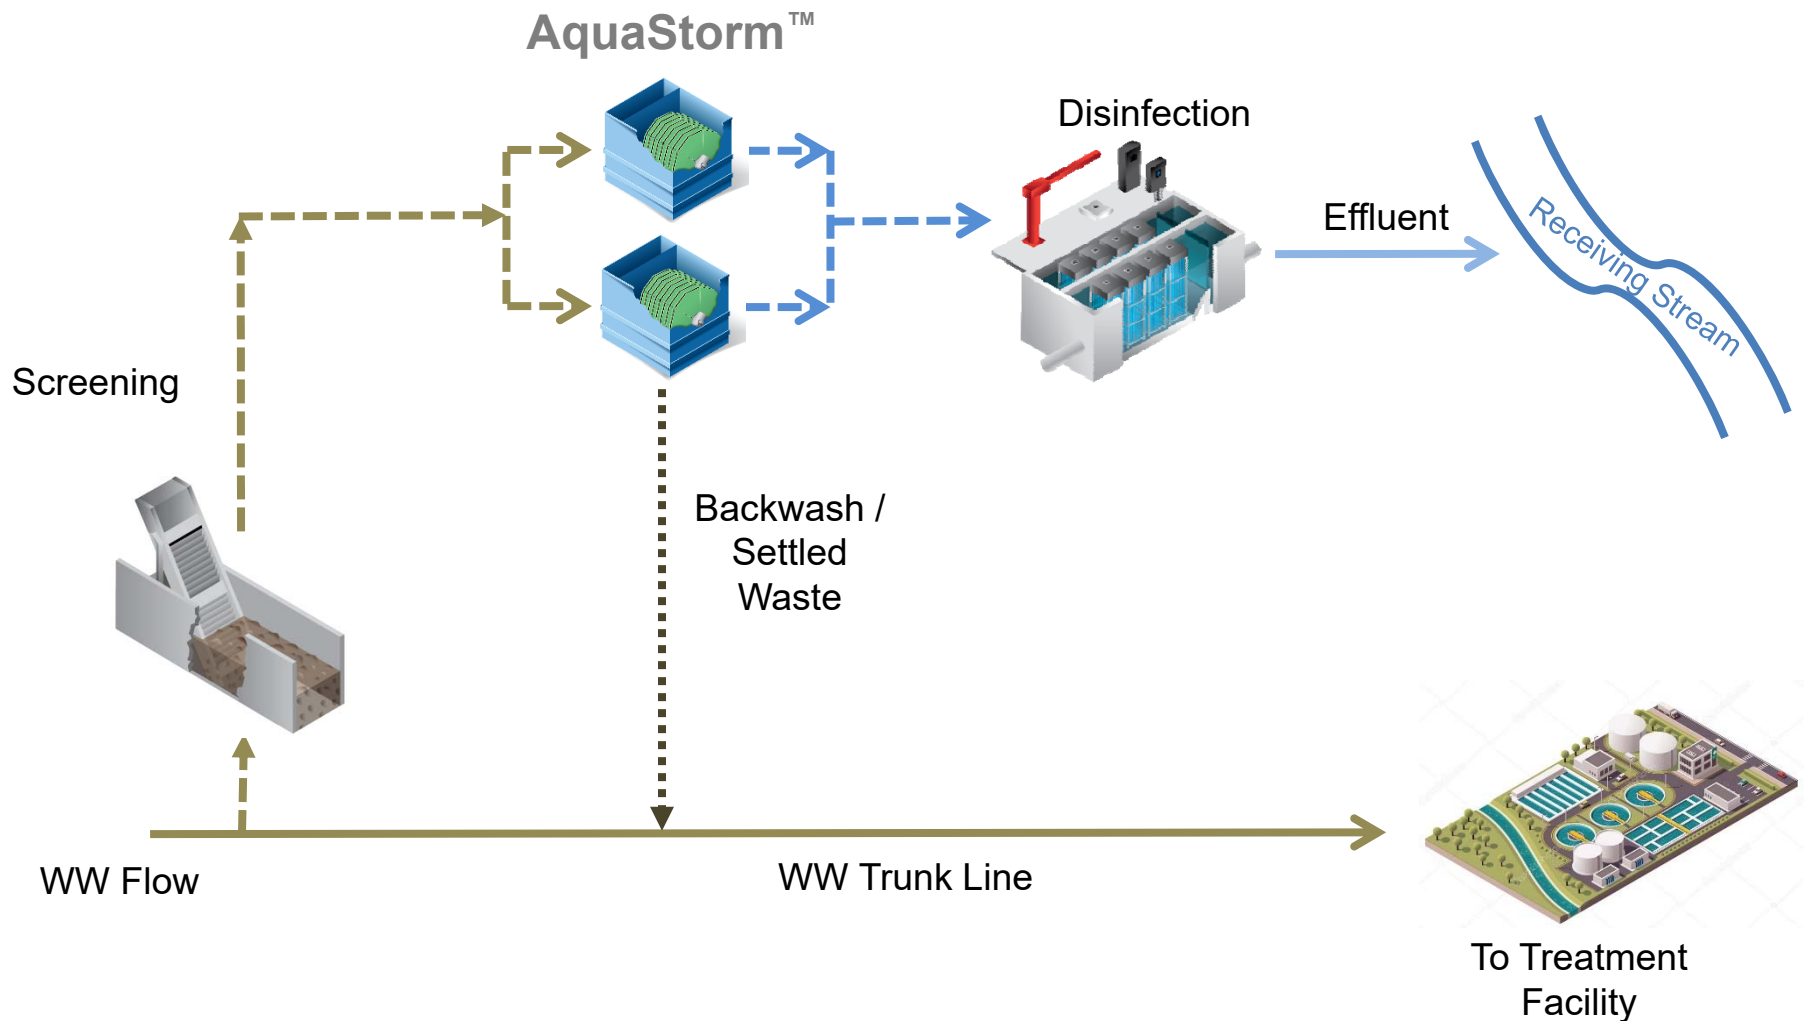 AquaStorm™
Disinfection
Effluent
Receiving Stream
Screening
Backwash /
Settled
Waste
WW Flow
WW Trunk Line
To Treatment
Facility